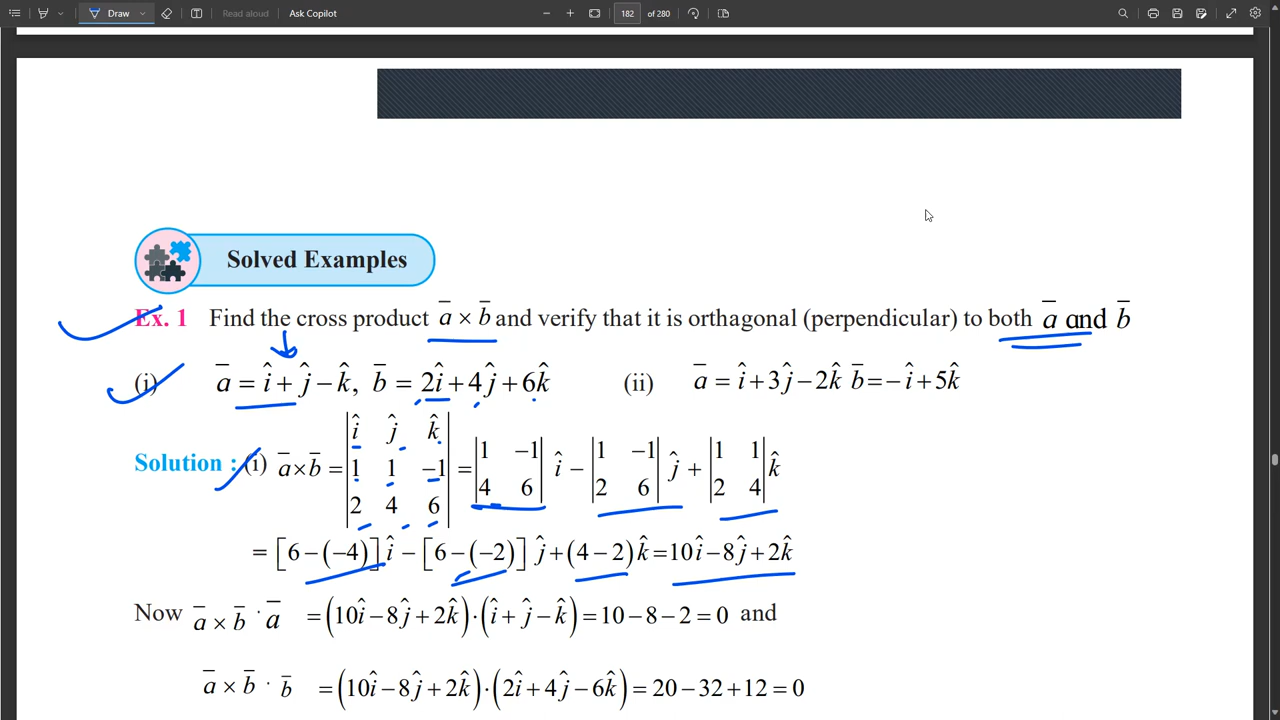 Draw
Read aloud
Ask Copilot
182 of 280
Solved Examples
Ex. 1 Find the cross product a̅ × b̅ and verify that it is orthagonal (perpendicular) to both a̅ and b̅
(i) a̅ = î + ĵ − k̂, b̅ = 2î + 4ĵ + 6k̂ (ii) a̅ = î + 3ĵ − 2k̂ b̅ = − î + 5k̂
Solution : (i) a̅×b̅ = |î ĵ k̂; 1 1 −1; 2 4 6| = |1 −1; 4 6| î − |1 −1; 2 6| ĵ + |1 1; 2 4| k̂
= [6−(−4)] î − [6−(−2)] ĵ + (4−2) k̂ = 10î − 8ĵ + 2k̂
Now a̅ × b̅ · a̅ = (10î − 8ĵ + 2k̂)·(î + ĵ − k̂) = 10 − 8 − 2 = 0 and
a̅ × b̅ · b̅ = (10î − 8ĵ + 2k̂)·(2î + 4ĵ − 6k̂) = 20 − 32 + 12 = 0